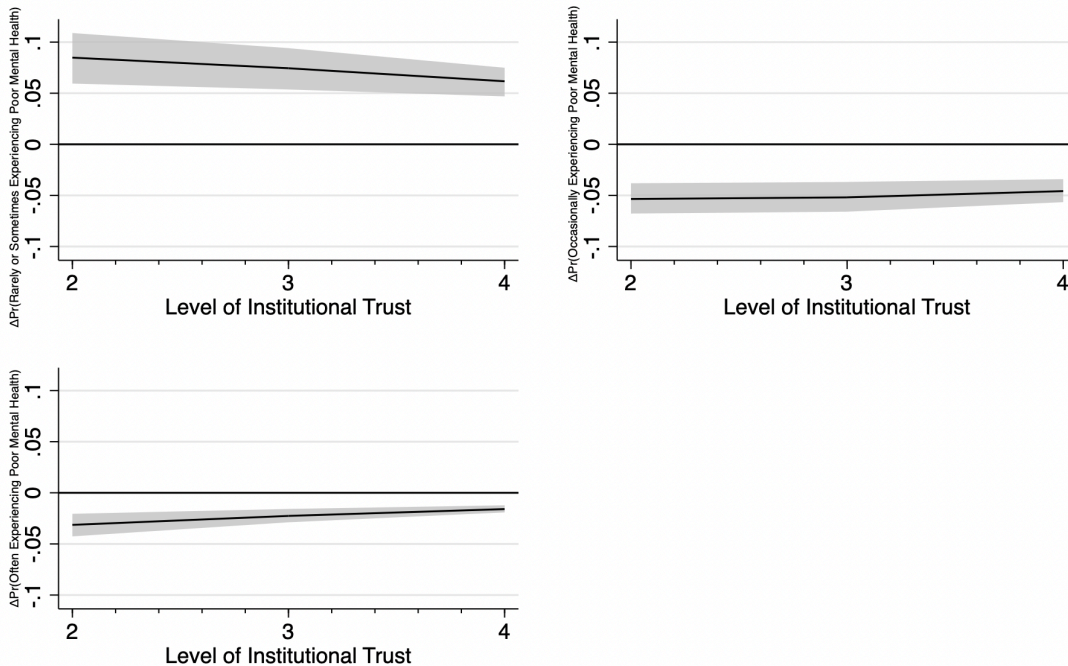 ΔPr(Rarely or Sometimes Experiencing Poor Mental Health)
.1
.05
0
-.05
-.1
2 3 4
Level of Institutional Trust
ΔPr(Occasionally Experiencing Poor Mental Health)
.1
.05
0
-.05
-.1
2 3 4
Level of Institutional Trust
ΔPr(Often Experiencing Poor Mental Health)
.1
.05
0
-.05
-.1
2 3 4
Level of Institutional Trust